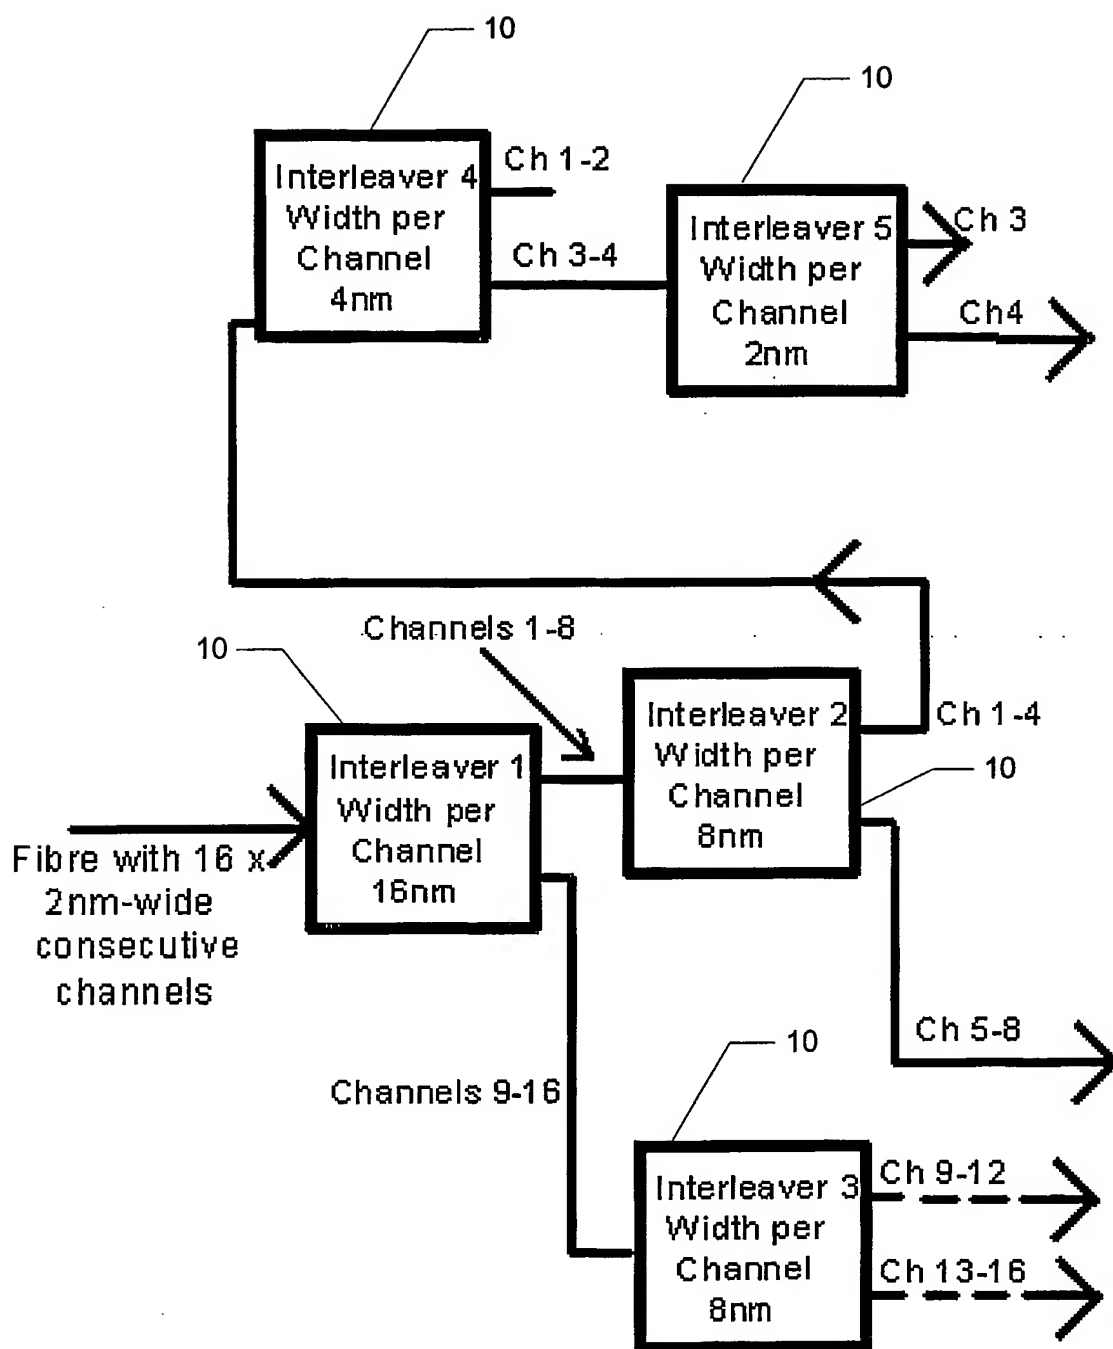 10
10
Interleaver 4
Width per
Channel
4nm
Ch 1-2
Ch 3-4
Interleaver 5
Width per
Channel
2nm
Ch 3
Ch4
Channels 1-8
10
Interleaver 1
Width per
Channel
16nm
Interleaver 2
Width per
Channel
8nm
Ch 1-4
10
Fibre with 16 x
2nm-wide
consecutive
channels
Ch 5-8
Channels 9-16
10
Interleaver 3
Width per
Channel
8nm
Ch 9-12
Ch 13-16